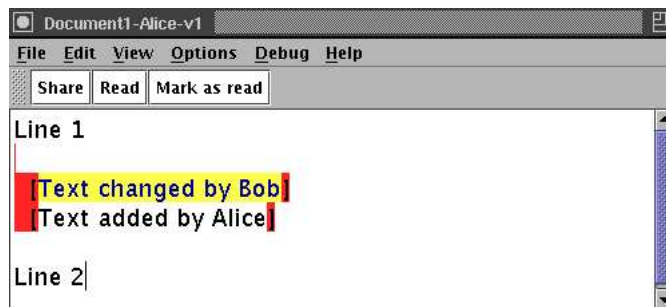 Document1-Alice-v1
File Edit View Options Debug Help
Share Read Mark as read
Line 1
[Text changed by Bob]
[Text added by Alice]
Line 2